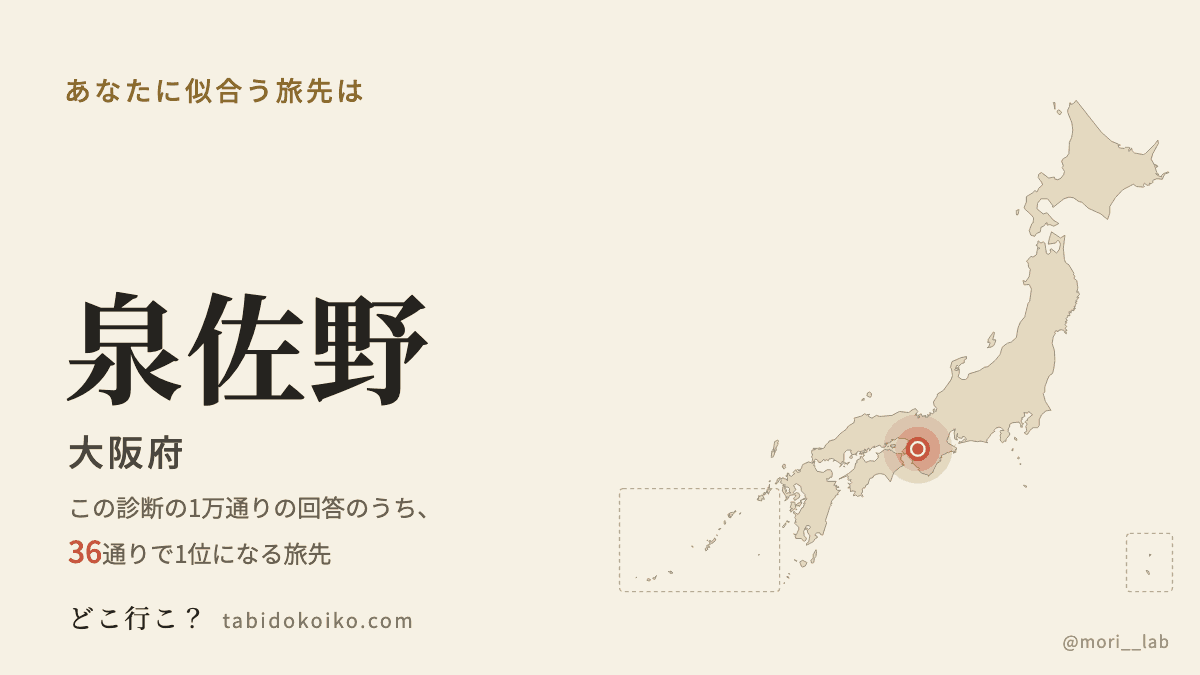 あなたに似合う旅先は
泉佐野
大阪府
この診断の1万通りの回答のうち、
36通りで1位になる旅先
どこ行こ？ tabidokoiko.com
@mori__lab